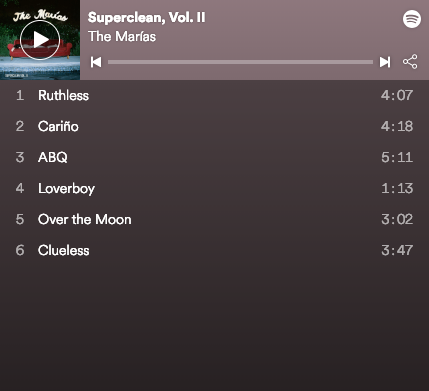 The Marías
Superclean, Vol. II
The Marías
1 Ruthless 4:07
2 Cariño 4:18
3 ABQ 5:11
4 Loverboy 1:13
5 Over the Moon 3:02
6 Clueless 3:47